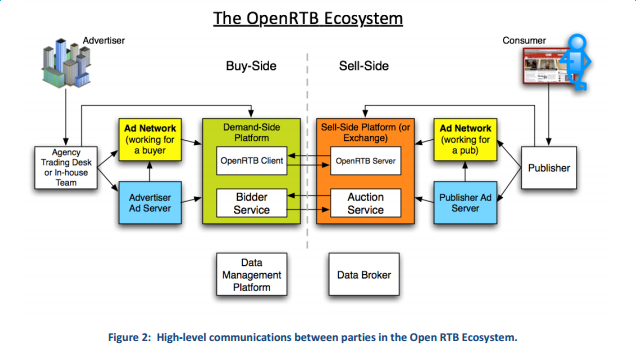 The OpenRTB Ecosystem
Advertiser
Consumer
Buy-Side
Sell-Side
Agency
Trading Desk
or In-house
Team
Ad Network
(working for
a buyer
Advertiser
Ad Server
Demand-Side
Platform
OpenRTB Client
Bidder
Service
Sell-Side Platform (or
Exchange)
OpenRTB Server
Auction
Service
Ad Network
(working for
a pub)
Publisher Ad
Server
Publisher
Data
Management
Platform
Data Broker
Figure 2: High-level communications between parties in the Open RTB Ecosystem.